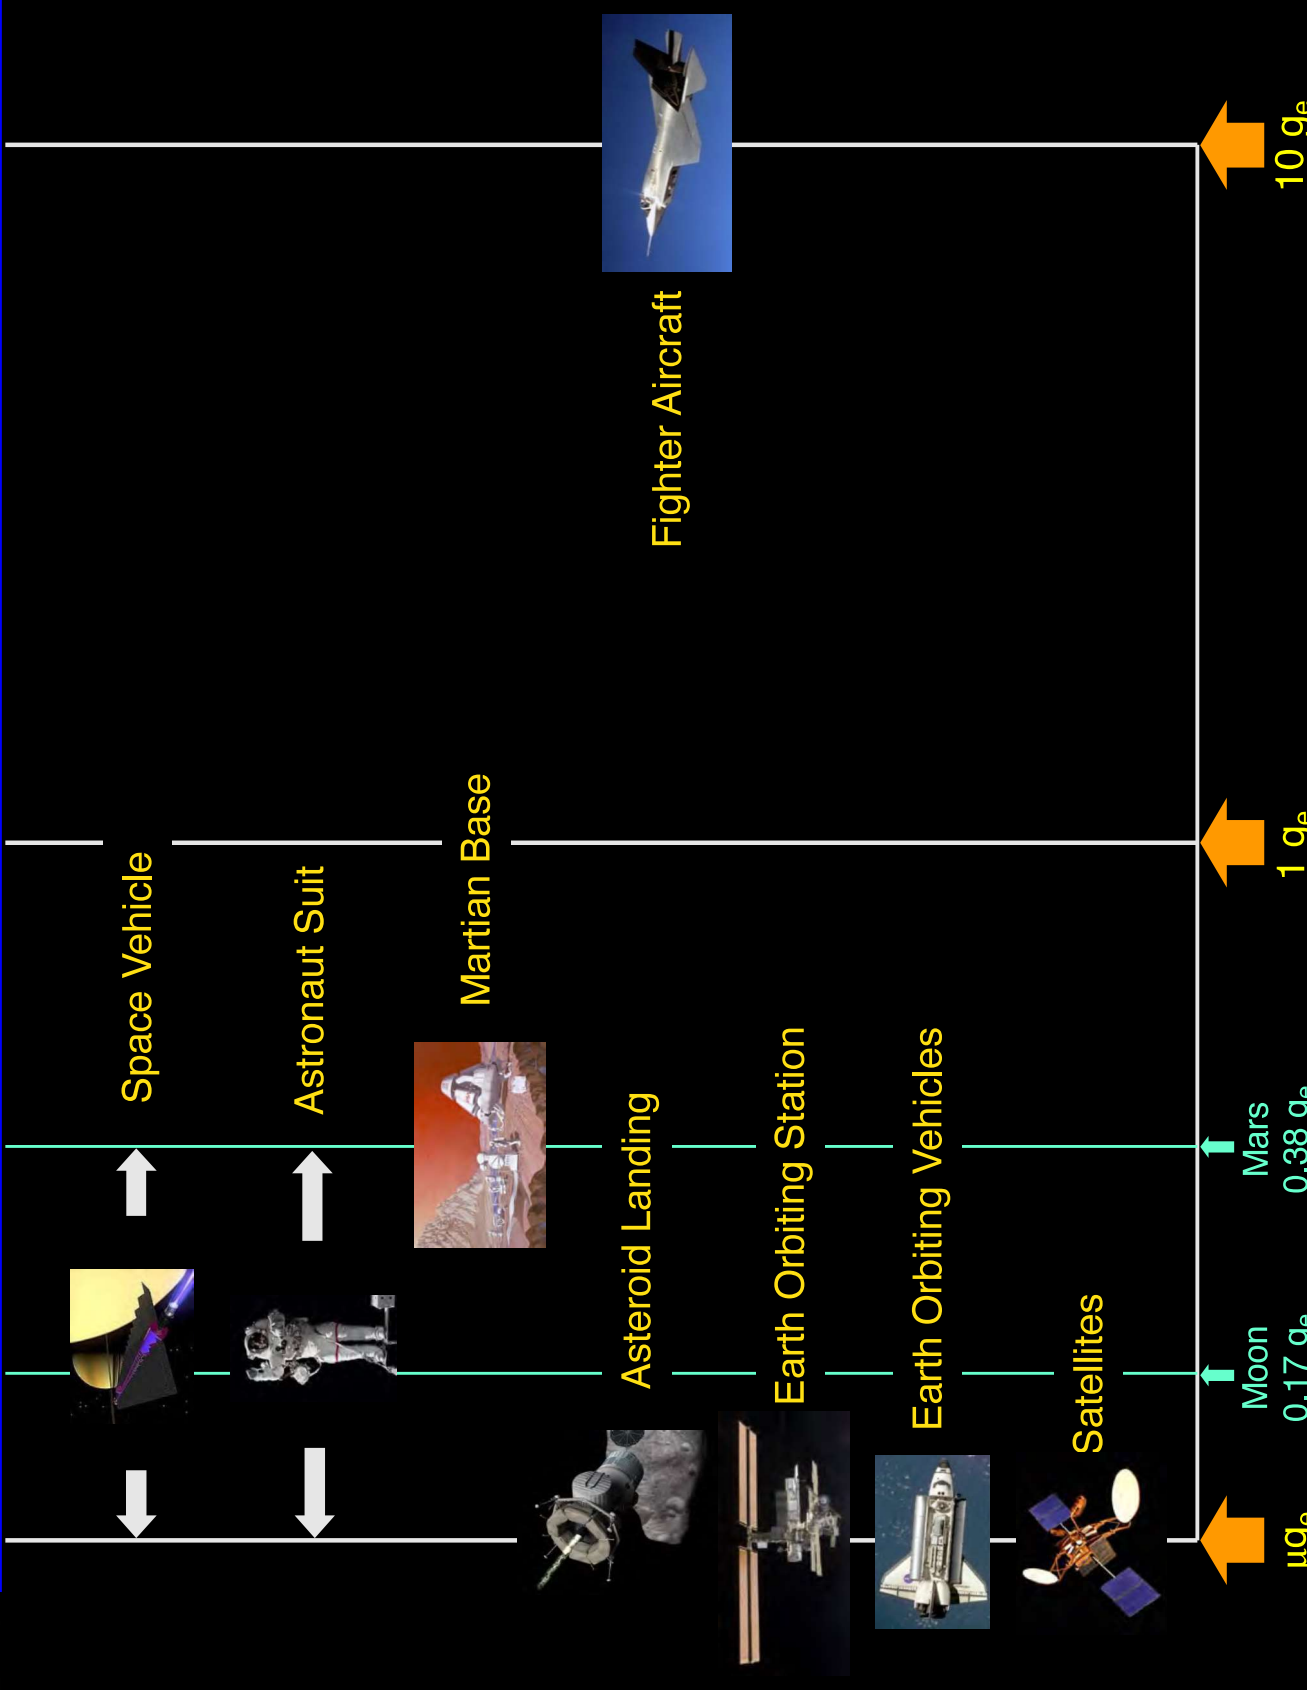 Space Vehicle
Astronaut Suit
Martian Base
Fighter Aircraft
Asteroid Landing
Earth Orbiting Station
Earth Orbiting Vehicles
Satellites
Moon
Mars
µgₑ
0.17 gₑ
0.38 gₑ
1 gₑ
10 gₑ